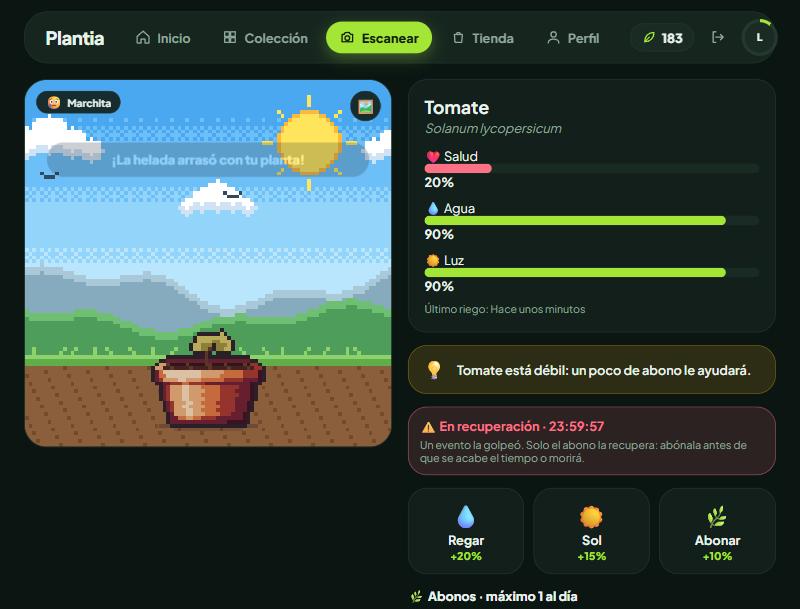 Plantia
Inicio
Colección
Escanear
Tienda
Perfil
183
L
Marchita
¡La helada arrasó con tu planta!
Tomate
Solanum lycopersicum
Salud
20%
Agua
90%
Luz
90%
Último riego: Hace unos minutos
Tomate está débil: un poco de abono le ayudará.
En recuperación · 23:59:57
Un evento la golpeó. Solo el abono la recupera: abónala antes de
que se acabe el tiempo o morirá.
Regar
+20%
Sol
+15%
Abonar
+10%
Abonos · máximo 1 al día